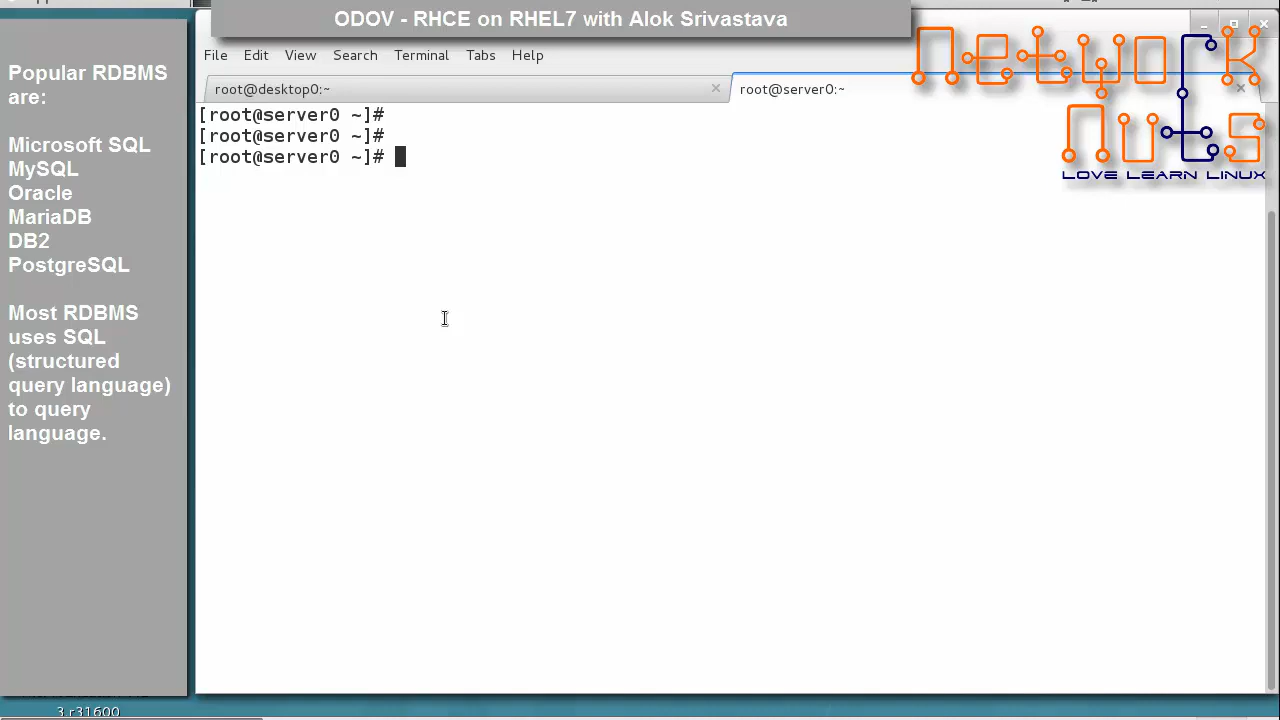 ODOV - RHCE on RHEL7 with Alok Srivastava
Popular RDBMS
are:
Microsoft SQL
MySQL
Oracle
MariaDB
DB2
PostgreSQL
Most RDBMS
uses SQL
(structured
query language)
to query
language.
File Edit View Search Terminal Tabs Help
root@desktop0:~
root@server0:~
[root@server0 ~]#
[root@server0 ~]#
[root@server0 ~]#
NETWORK
NUTS
LOVE LEARN LINUX
3.r31600